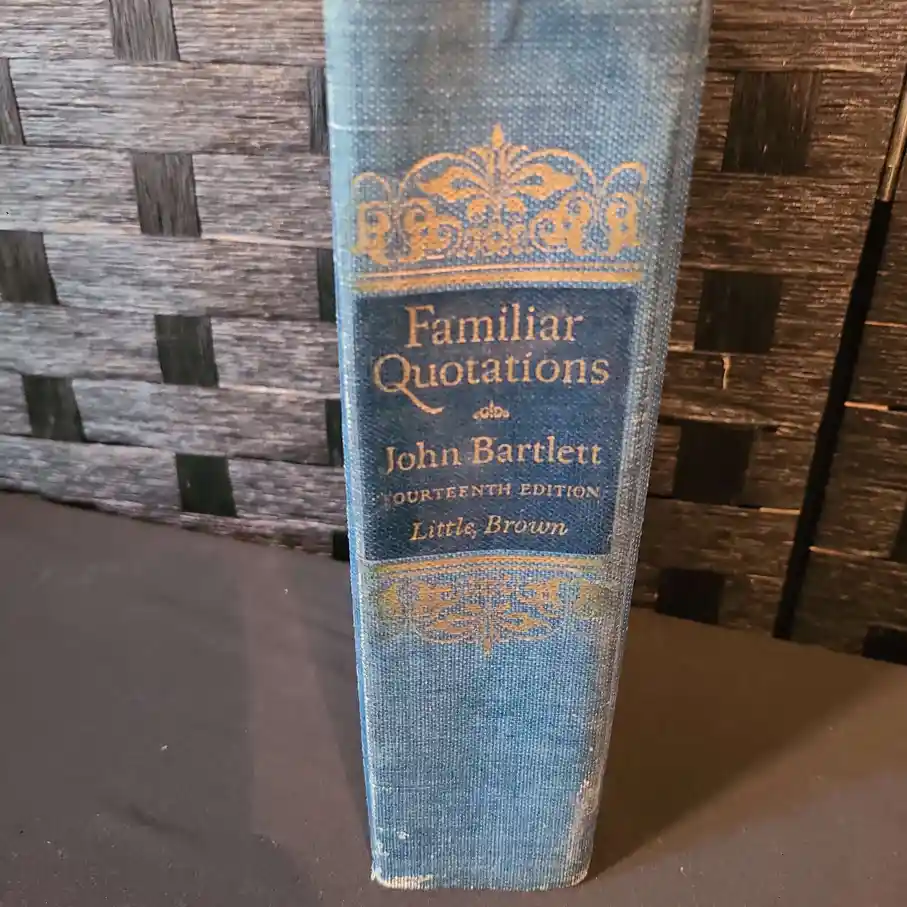 Familiar
Quotations
John Bartlett
FOURTEENTH EDITION
Little, Brown